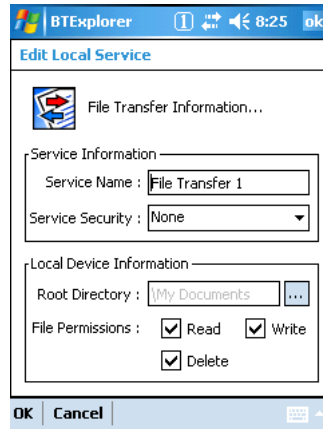 BTExplorer 1 8:25 ok
Edit Local Service
File Transfer Information...
Service Information
Service Name : File Transfer 1
Service Security : None
Local Device Information
Root Directory : \My Documents ...
File Permissions : Read Write
Delete
OK Cancel